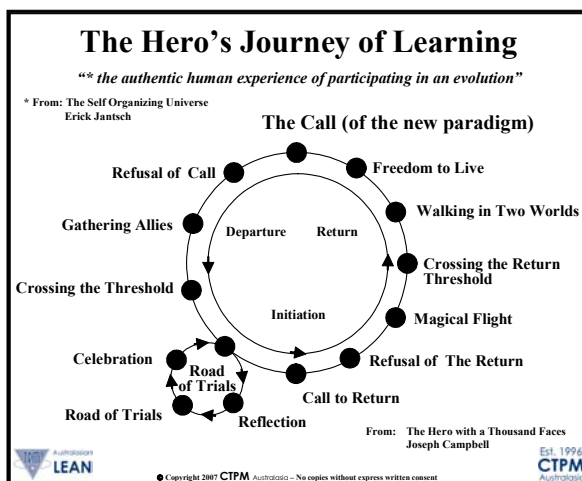 The Hero’s Journey of Learning
“* the authentic human experience of participating in an evolution”
* From: The Self Organizing Universe
Erick Jantsch
The Call (of the new paradigm)
Refusal of Call
Freedom to Live
Gathering Allies
Walking in Two Worlds
Departure
Return
Crossing the Threshold
Crossing the Return
Threshold
Initiation
Magical Flight
Celebration
Road
of Trials
Refusal of The Return
Call to Return
Road of Trials
Reflection
From: The Hero with a Thousand Faces
Joseph Campbell
Australasian
LEAN
Copyright 2007 CTPM Australasia – No copies without express written consent
Est. 1996
CTPM
Australasia